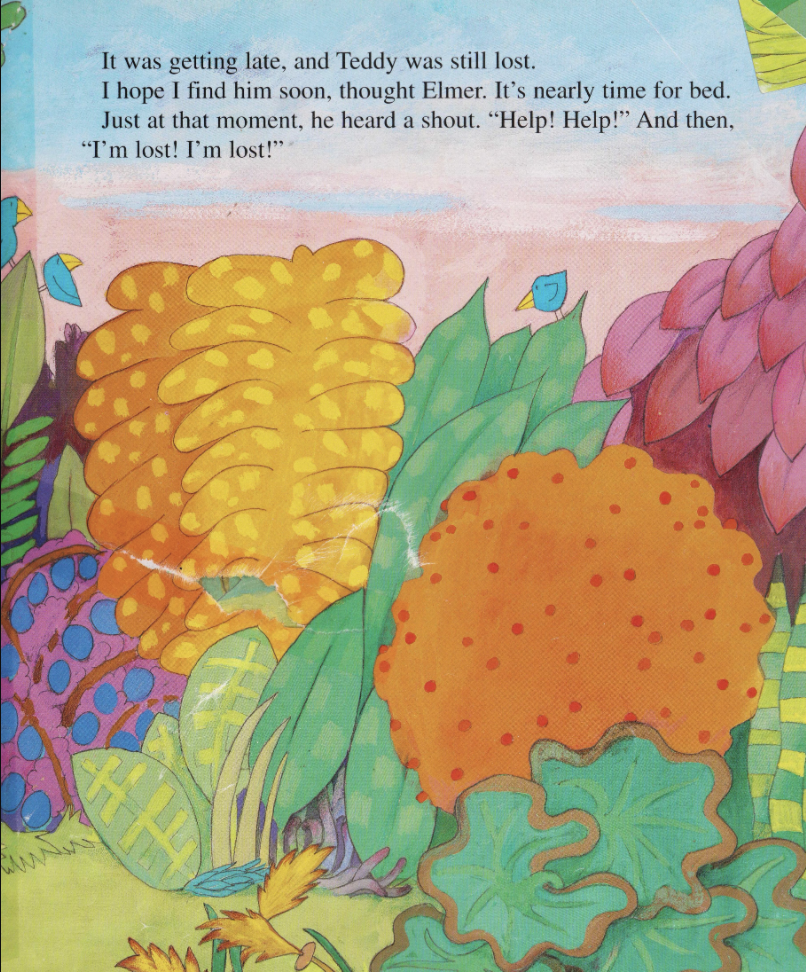 It was getting late, and Teddy was still lost.
I hope I find him soon, thought Elmer. It’s nearly time for bed.
Just at that moment, he heard a shout. “Help! Help!” And then,
“I’m lost! I’m lost!”